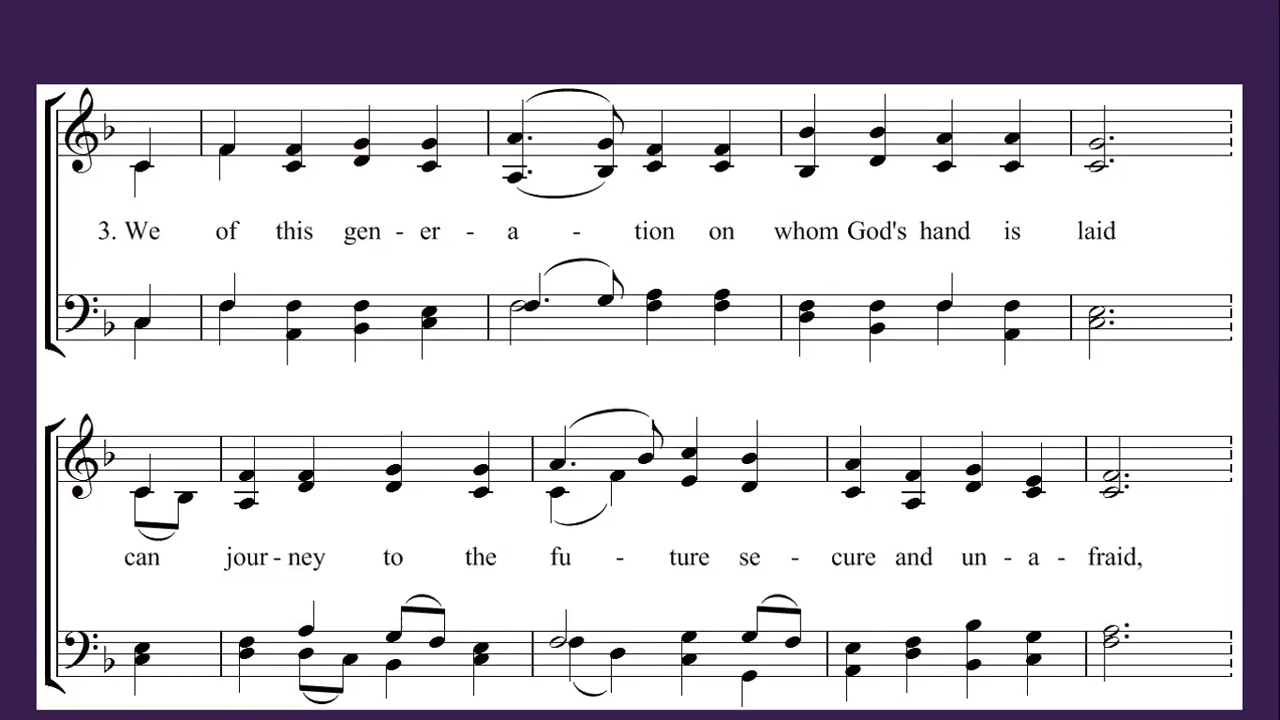 3. We of this gen - er - a - tion on whom God's hand is laid
can jour - ney to the fu - ture se - cure and un - a - fraid,